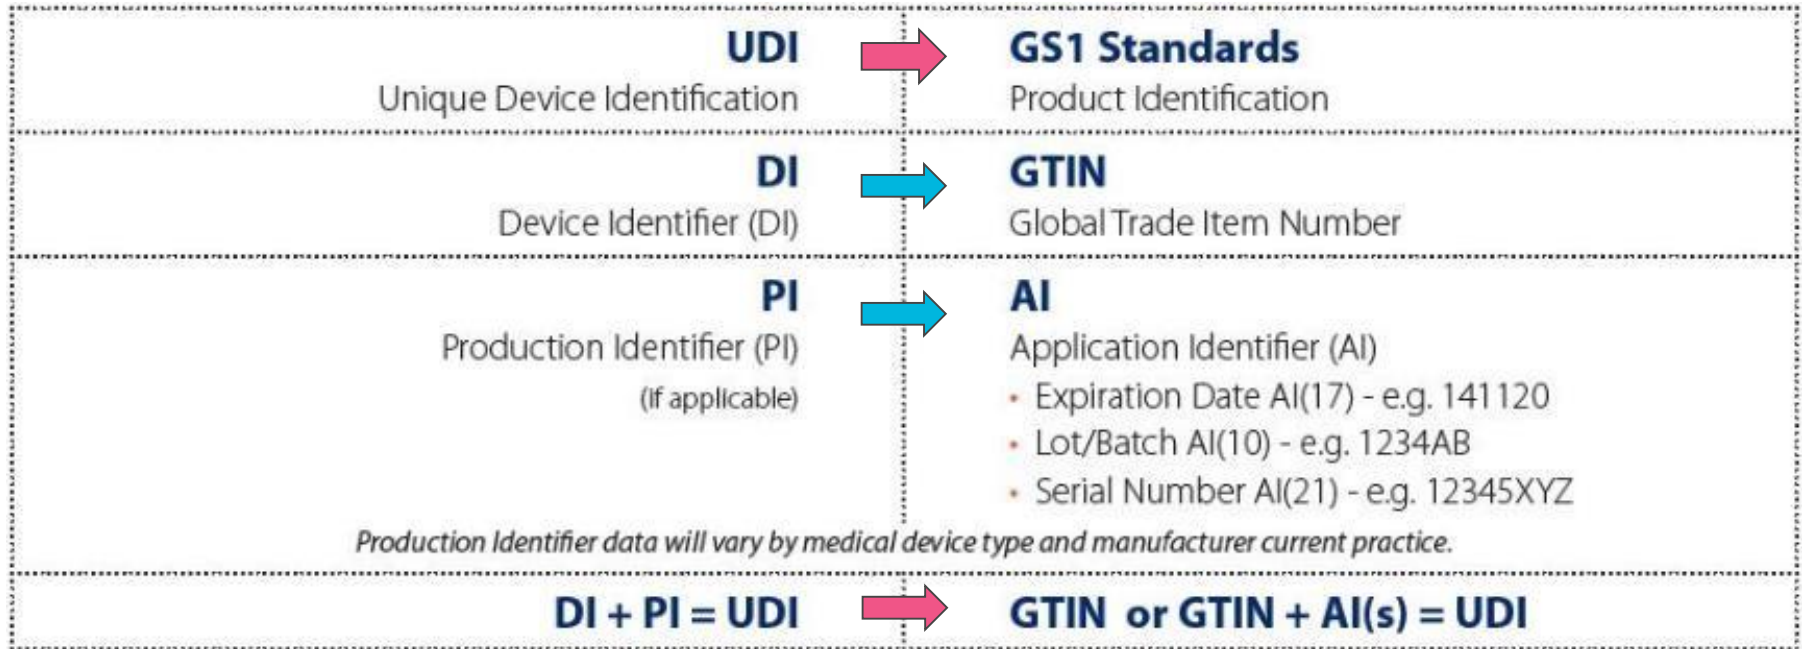 UDI
GS1 Standards
Unique Device Identification
Product Identification
DI
GTIN
Device Identifier (DI)
Global Trade Item Number
PI
AI
Production Identifier (PI)
Application Identifier (AI)
(if applicable)
• Expiration Date AI(17) - e.g. 141120
• Lot/Batch AI(10) - e.g. 1234AB
• Serial Number AI(21) - e.g. 12345XYZ
Production Identifier data will vary by medical device type and manufacturer current practice.
DI + PI = UDI
GTIN or GTIN + AI(s) = UDI